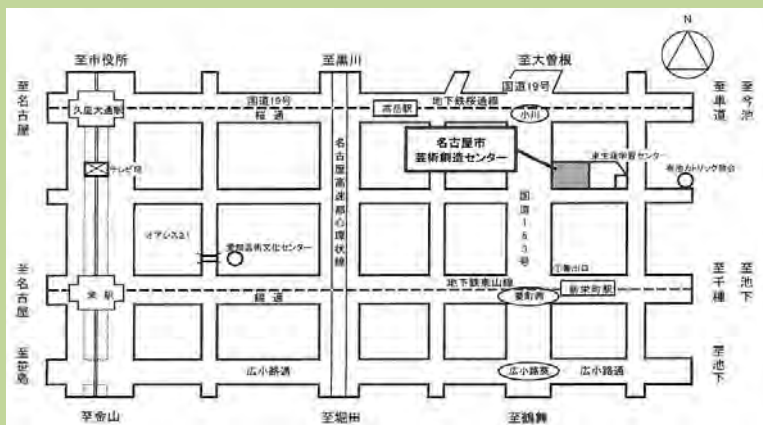 N
至市役所
至黒川
至大曽根
国道19号
至名古屋
久屋大通駅
国道19号
桜通
高岳駅
地下鉄桜通線
小川
至車道
至今池
名古屋市
芸術創造センター
東生涯学習センター
布池カトリック教会
テレビ塔
名古屋高速都心環状線
国道153号
オアシス21
愛知芸術文化センター
①番出口
至名古屋
栄駅
地下鉄東山線
錦通
葵町西
新栄町駅
至千種
至池下
至笹島
広小路通
広小路葵
広小路通
至池下
至金山
至堀田
至鶴舞